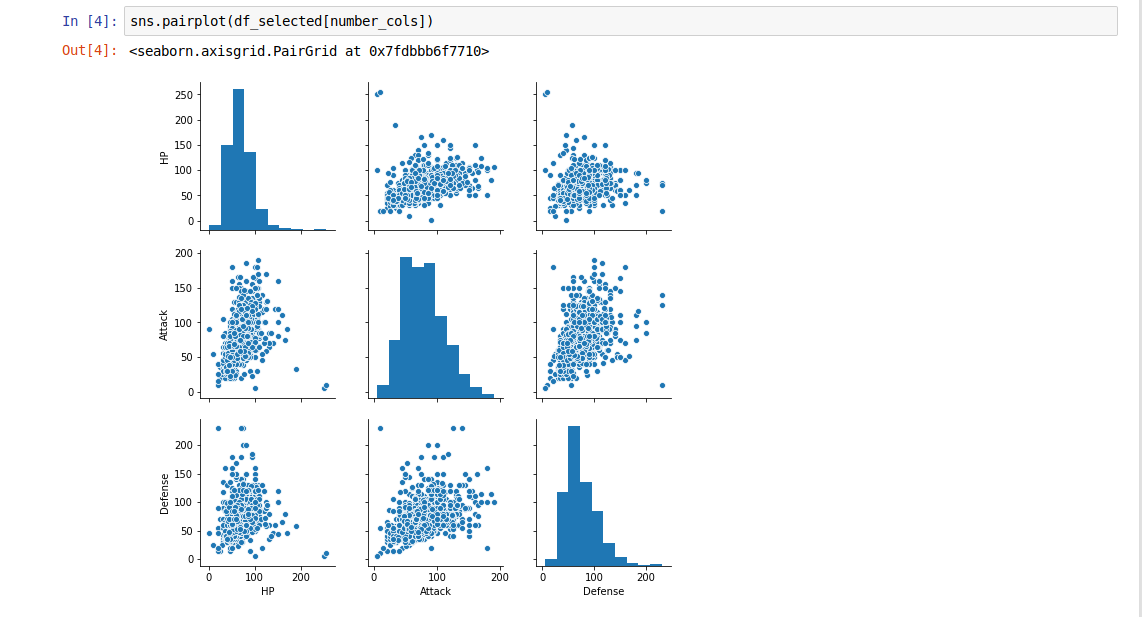 In [4]: sns.pairplot(df_selected[number_cols])
Out[4]: <seaborn.axisgrid.PairGrid at 0x7fdbbb6f7710>
250
200
150
100
50
0
HP
200
150
100
50
0
Attack
200
150
100
50
0
Defense
0 100 200 0 100 200 0 100 200
HP Attack Defense